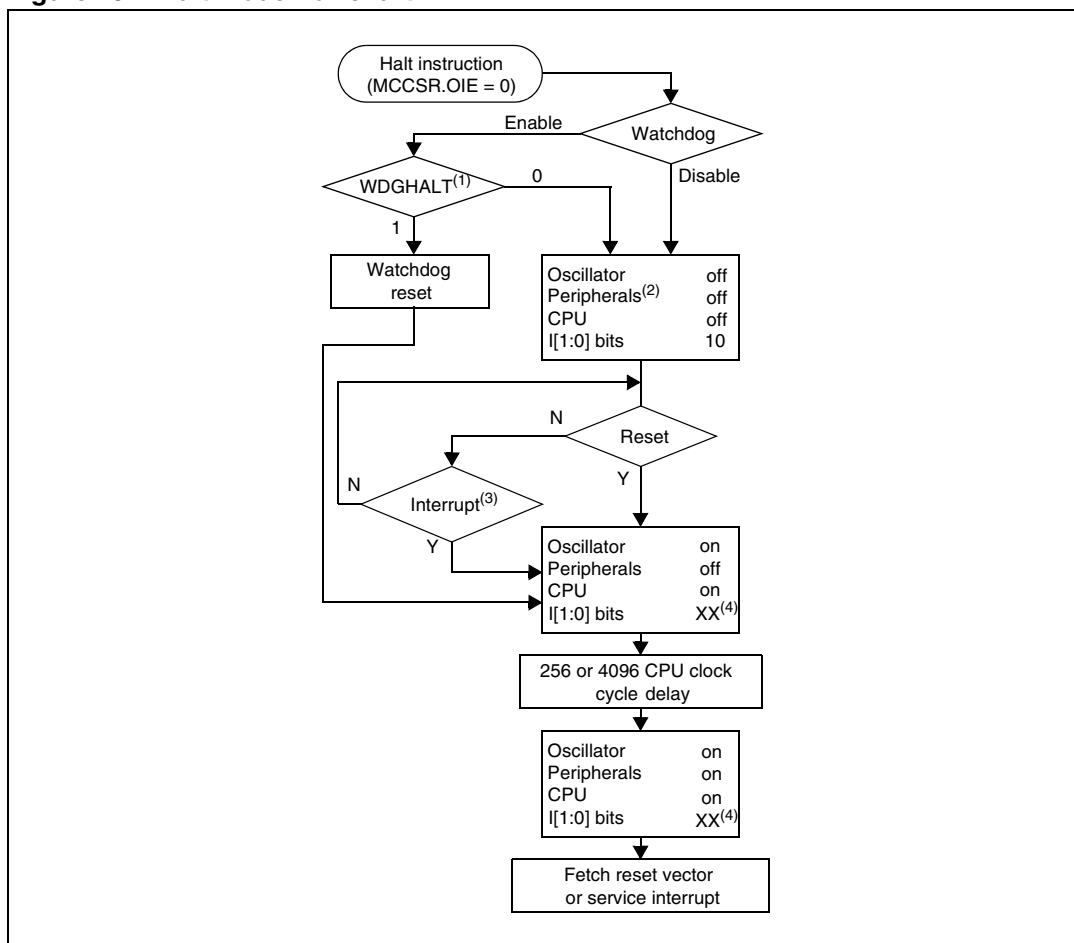 Halt instruction
(MCCSR.OIE = 0)
Enable
Watchdog
Disable
WDGHALT(1)
0
1
Watchdog
reset
Oscillator off
Peripherals(2) off
CPU off
I[1:0] bits 10
N
Reset
Y
N
Interrupt(3)
Y
Oscillator on
Peripherals off
CPU on
I[1:0] bits XX(4)
256 or 4096 CPU clock
cycle delay
Oscillator on
Peripherals on
CPU on
I[1:0] bits XX(4)
Fetch reset vector
or service interrupt